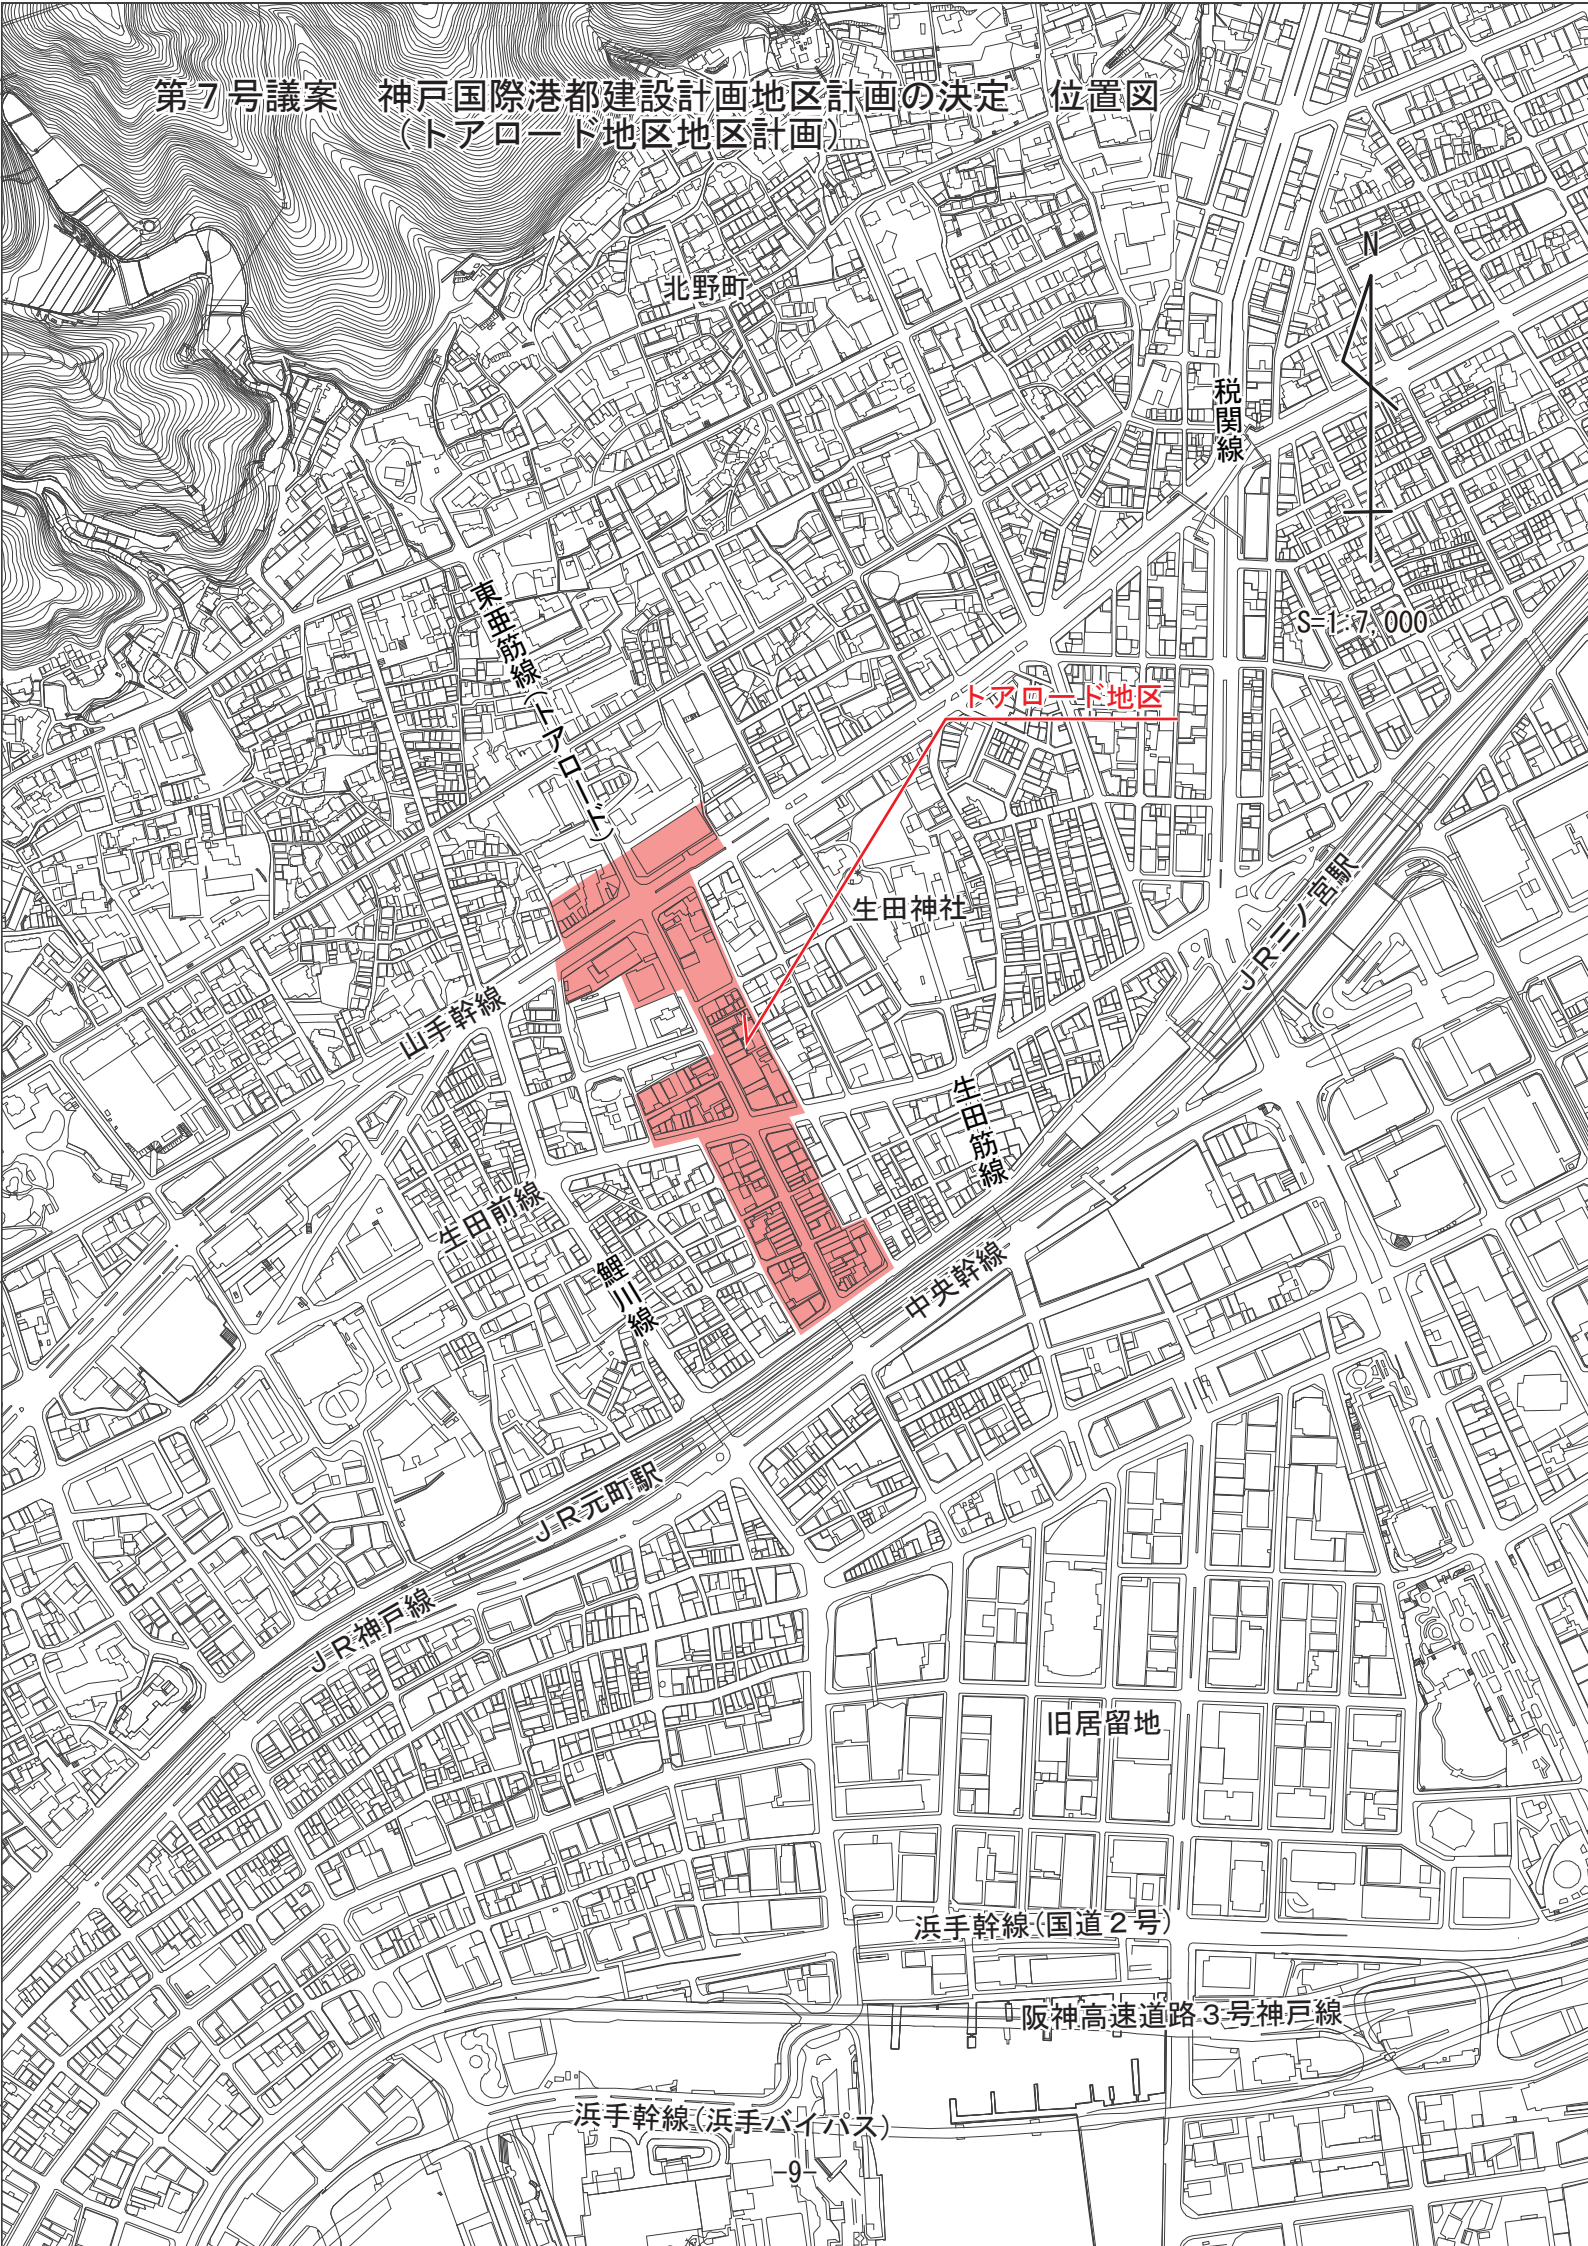 第７号議案　神戸国際港都建設計画地区計画の決定　位置図
（トアロード地区地区計画）
北野町
N
税関線
S=1:7,000
東亜筋線（トアロード）
トアロード地区
生田神社
ＪＲ三ノ宮駅
山手幹線
生田筋線
生田前線
鯉川線
中央幹線
ＪＲ元町駅
ＪＲ神戸線
旧居留地
浜手幹線（国道２号）
阪神高速道路３号神戸線
浜手幹線（浜手バイパス）
-9-